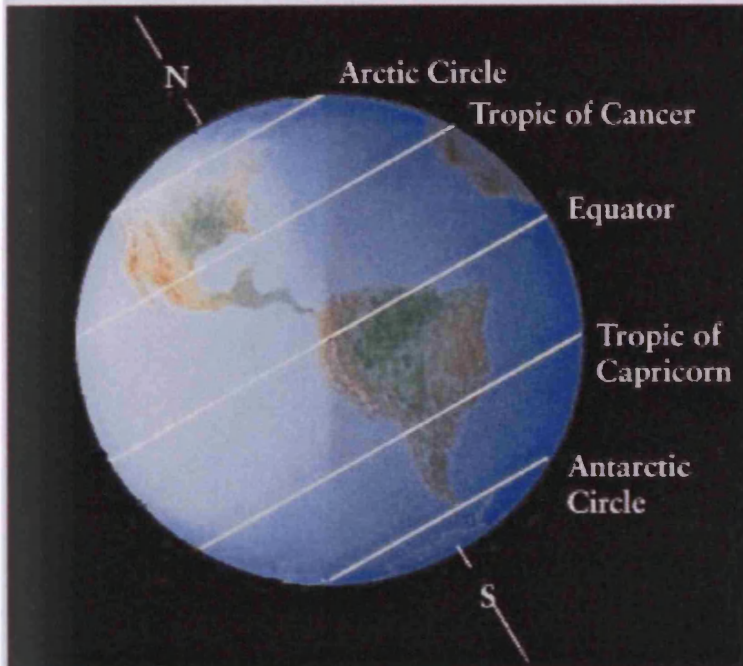 N
Arctic Circle
Tropic of Cancer
Equator
Tropic of
Capricorn
Antarctic
Circle
S